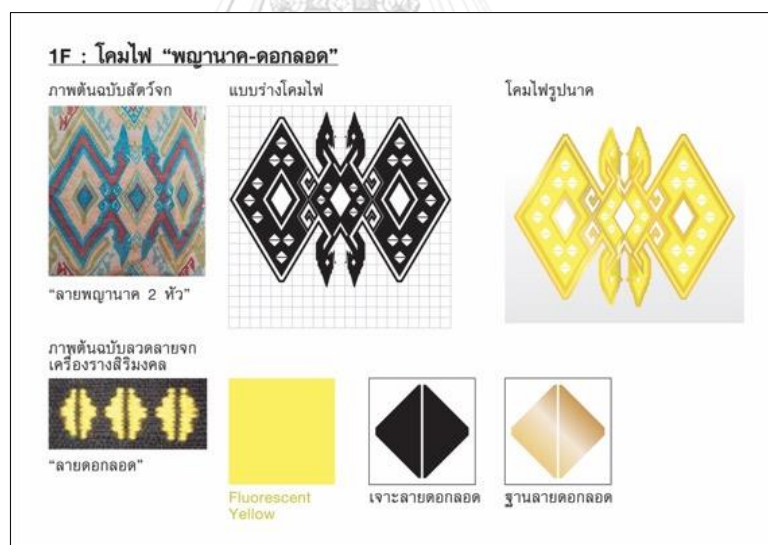 1F : โคมไฟ “พญานาค-ดอกลอด”
ภาพต้นฉบับสัตว์จก
แบบร่างโคมไฟ
โคมไฟรูปนาค
“ลายพญานาค 2 หัว”
ภาพต้นฉบับลวดลายจก
เครื่องรางสิริมงคล
“ลายดอกลอด”
Fluorescent
Yellow
เจาะลายดอกลอด
ฐานลายดอกลอด